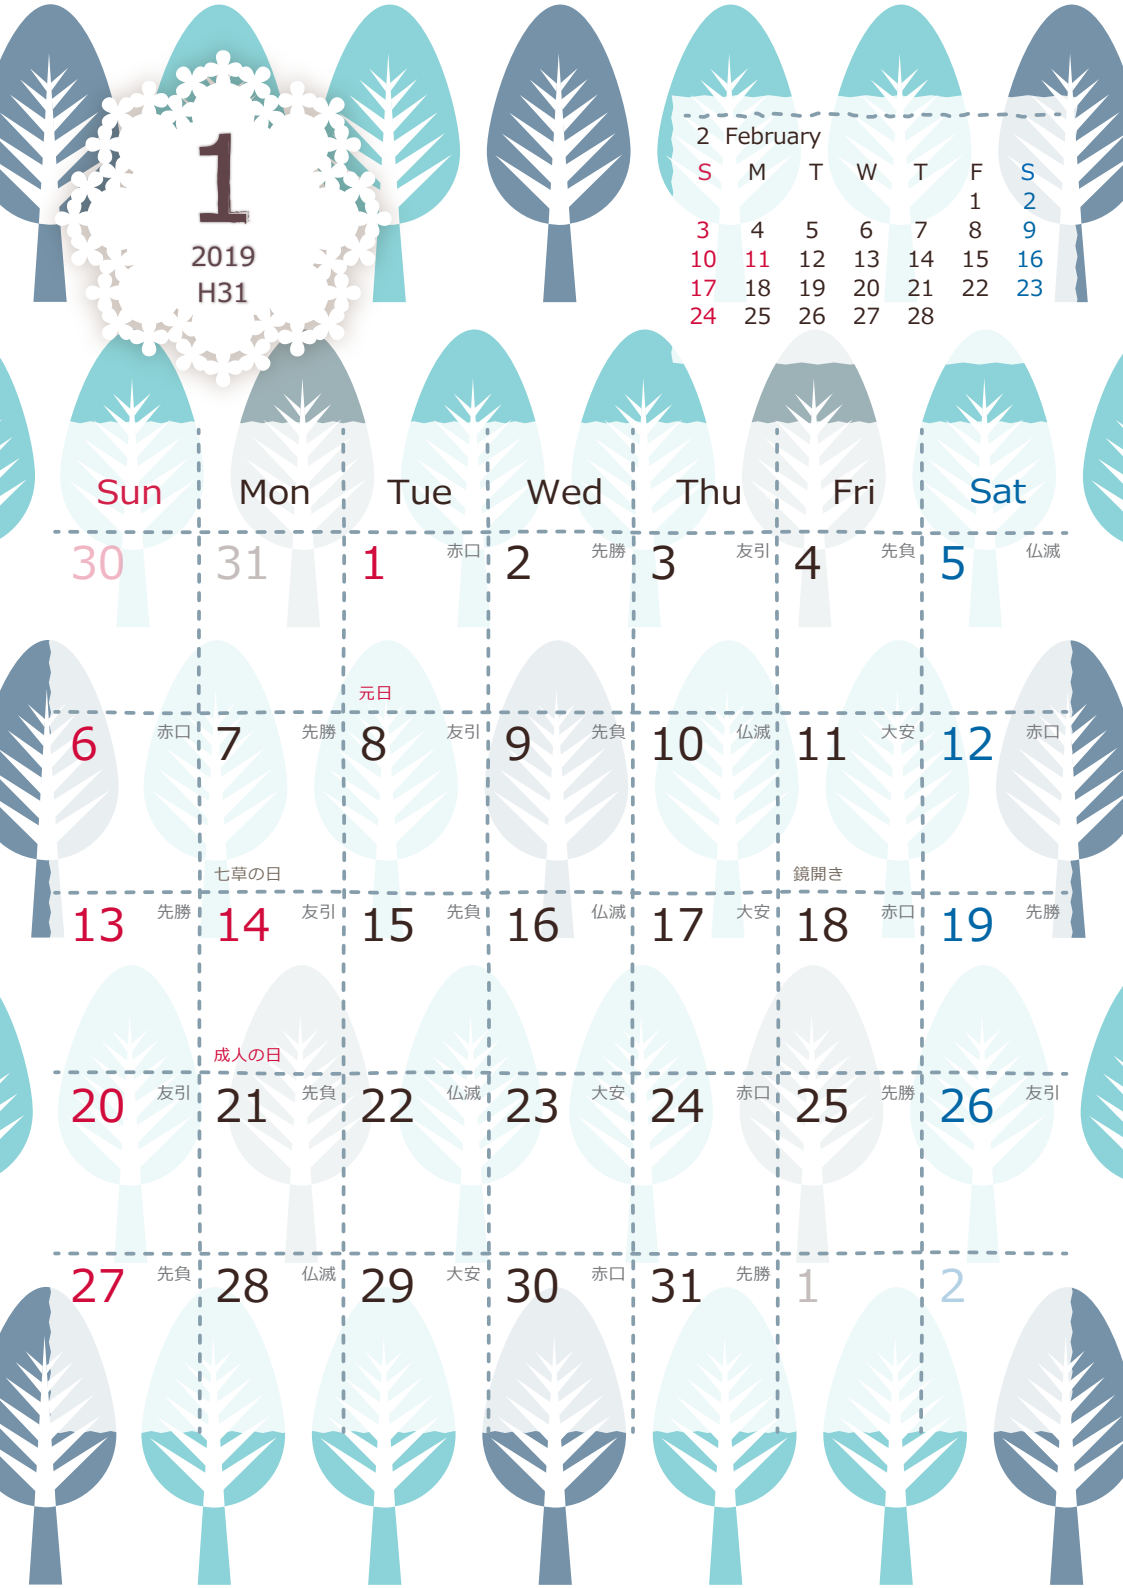 1
2019
H31
2 February
S M T W T F S
1 2
3 4 5 6 7 8 9
10 11 12 13 14 15 16
17 18 19 20 21 22 23
24 25 26 27 28
Sun Mon Tue Wed Thu Fri Sat
30 31 1 赤口 2 先勝 3 友引 4 先負 5 仏滅
元日
6 赤口 7 先勝 8 友引 9 先負 10 仏滅 11 大安 12 赤口
七草の日 鏡開き
13 先勝 14 友引 15 先負 16 仏滅 17 大安 18 赤口 19 先勝
成人の日
20 友引 21 先負 22 仏滅 23 大安 24 赤口 25 先勝 26 友引
27 先負 28 仏滅 29 大安 30 赤口 31 先勝 1 2